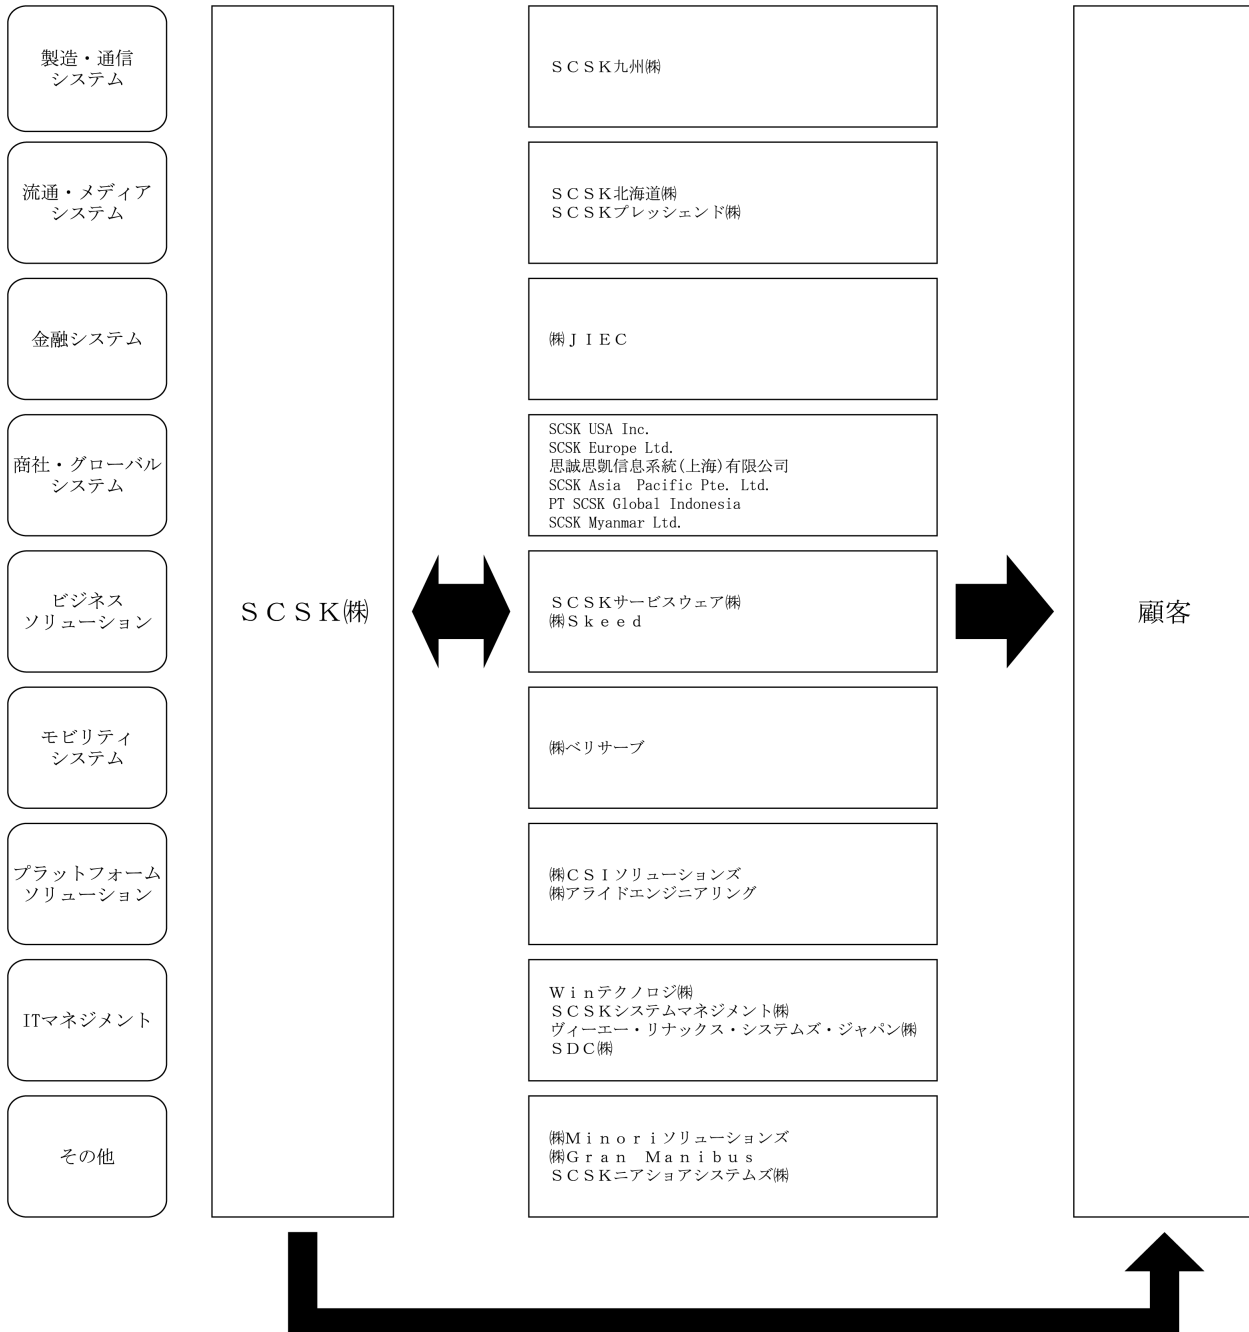 製造・通信
システム
ＳＣＳＫ九州㈱
流通・メディア
システム
ＳＣＳＫ北海道㈱
ＳＣＳＫプレッシェンド㈱
金融システム
㈱ＪＩＥＣ
商社・グローバル
システム
SCSK USA Inc.
SCSK Europe Ltd.
思誠思凱信息系統(上海)有限公司
SCSK Asia　Pacific Pte. Ltd.
PT SCSK Global Indonesia
SCSK Myanmar Ltd.
ビジネス
ソリューション
ＳＣＳＫ㈱
ＳＣＳＫサービスウェア㈱
㈱Ｓｋｅｅｄ
顧客
モビリティ
システム
㈱ベリサーブ
プラットフォーム
ソリューション
㈱ＣＳＩソリューションズ
㈱アライドエンジニアリング
ITマネジメント
Ｗｉｎテクノロジ㈱
ＳＣＳＫシステムマネジメント㈱
ヴィーエー・リナックス・システムズ・ジャパン㈱
ＳＤＣ㈱
その他
㈱Ｍｉｎｏｒｉソリューションズ
㈱Ｇｒａｎ　Ｍａｎｉｂｕｓ
ＳＣＳＫニアショアシステムズ㈱